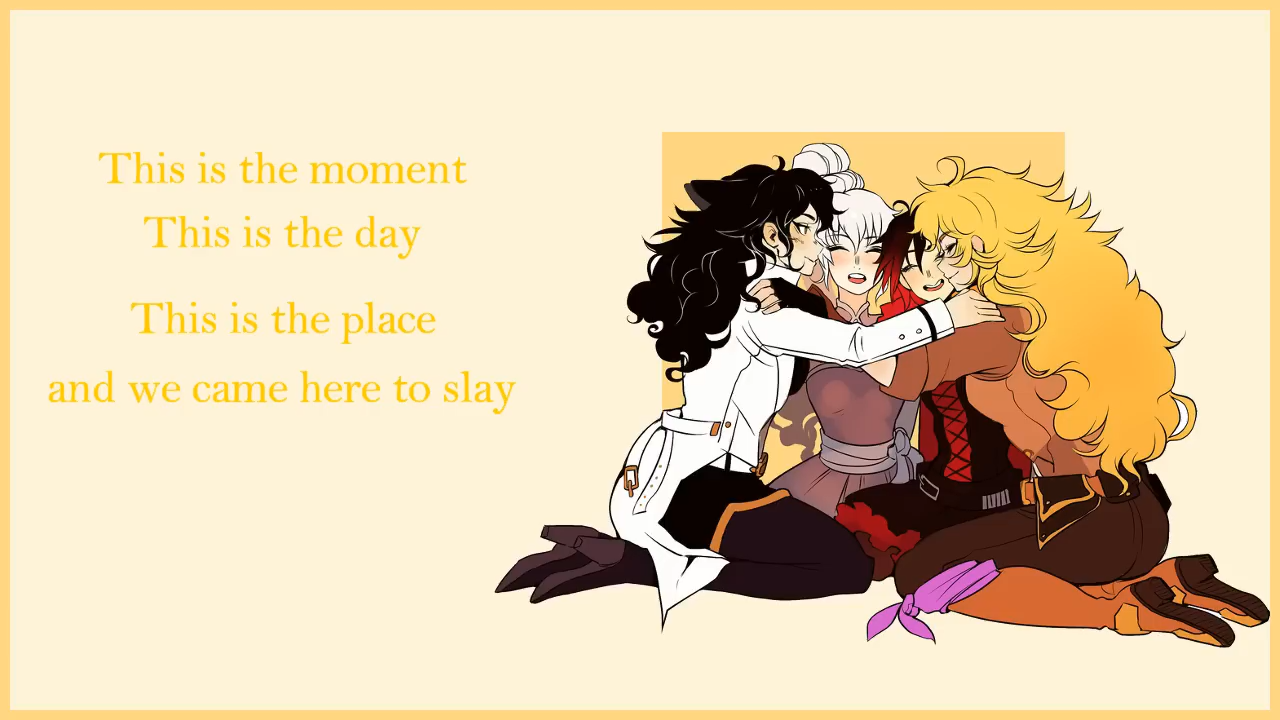 This is the moment
This is the day
This is the place
and we came here to slay